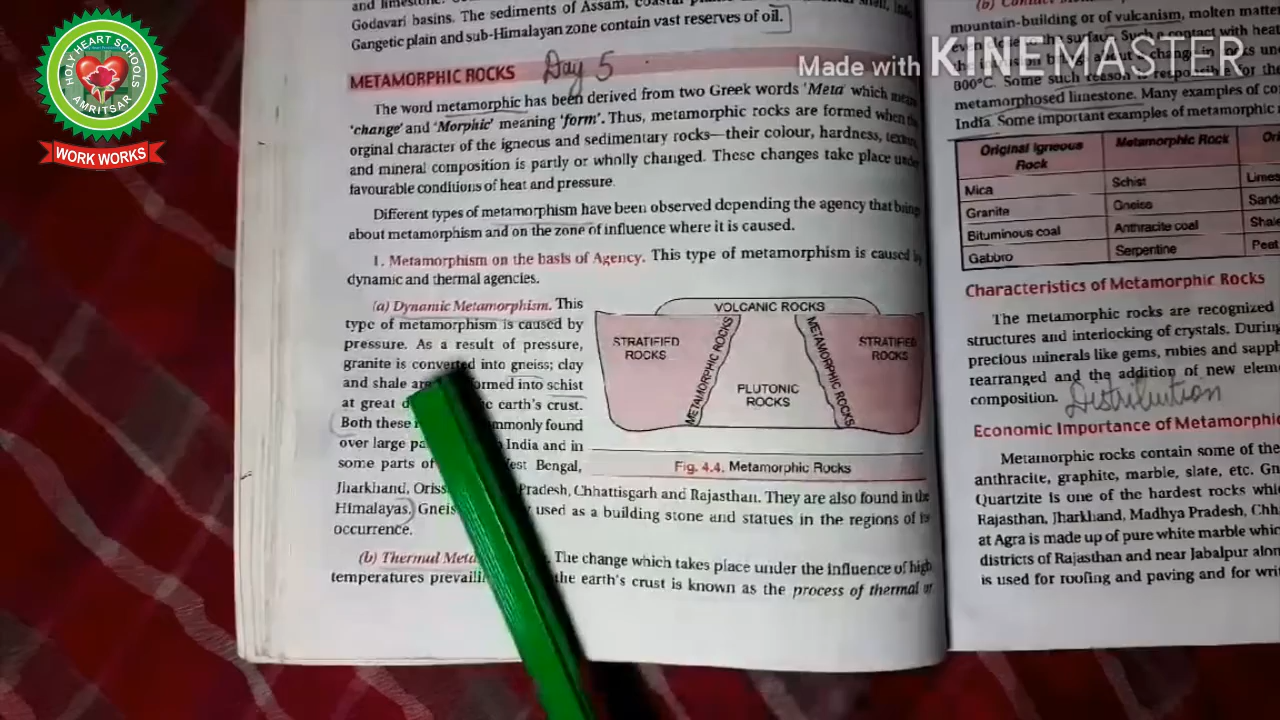 HOLY HEART SCHOOLS
AMRITSAR
WORK WORKS
Made with KINEMASTER
and limestone.
Godavari basins. The sediments of Assam, coastal
Gangetic plain and sub-Himalayan zone contain vast reserves of oil.
METAMORPHIC ROCKS Day 5
The word metamorphic has been derived from two Greek words 'Meta' which mean
'change' and 'Morphic' meaning 'form'. Thus, metamorphic rocks are formed when the
orginal character of the igneous and sedimentary rocks—their colour, hardness, texture
and mineral composition is partly or wholly changed. These changes take place under
favourable conditions of heat and pressure.
Different types of metamorphism have been observed depending the agency that brings
about metamorphism and on the zone of influence where it is caused.
1. Metamorphism on the basis of Agency. This type of metamorphism is caused by
dynamic and thermal agencies.
(a) Dynamic Metamorphism. This
type of metamorphism is caused by
pressure. As a result of pressure,
granite is converted into gneiss; clay
and shale are formed into schist
at great earth's crust.
Both these commonly found
over large India and in
some parts of West Bengal,
Jharkhand, Pradesh, Chhattisgarh and Rajasthan. They are also found in the
Himalayas, used as a building stone and statues in the regions of its
occurrence.
VOLCANIC ROCKS
STRATIFIED ROCKS
METAMORPHIC ROCKS
PLUTONIC ROCKS
METAMORPHIC ROCKS
STRATIFIED ROCKS
Fig. 4.4. Metamorphic Rocks
(b) Thermal The change which takes place under the influence of high
temperatures the earth's crust is known as the process of thermal or
mountain-building or of vulcanism, molten matter
the surface. Such a contact with heat
800°C. Some such reason is responsible for the
metamorphosed limestone. Many examples of
India. Some important examples of metamorphic
Original Igneous Rock Metamorphic Rock
Mica Schist
Granite Gneiss
Bituminous coal Anthracite coal
Gabbro Serpentine Peat
Characteristics of Metamorphic Rocks
The metamorphic rocks are recognized
structures and interlocking of crystals. During
precious minerals like gems, rubies and
rearranged and the addition of new
composition. Distribution
Economic Importance of
Metamorphic rocks contain some of the
anthracite, graphite, marble, slate, etc.
Quartzite is one of the hardest rocks
Rajasthan, Jharkhand, Madhya Pradesh,
at Agra is made up of pure white marble
districts of Rajasthan and near Jabalpur
is used for roofing and paving and for